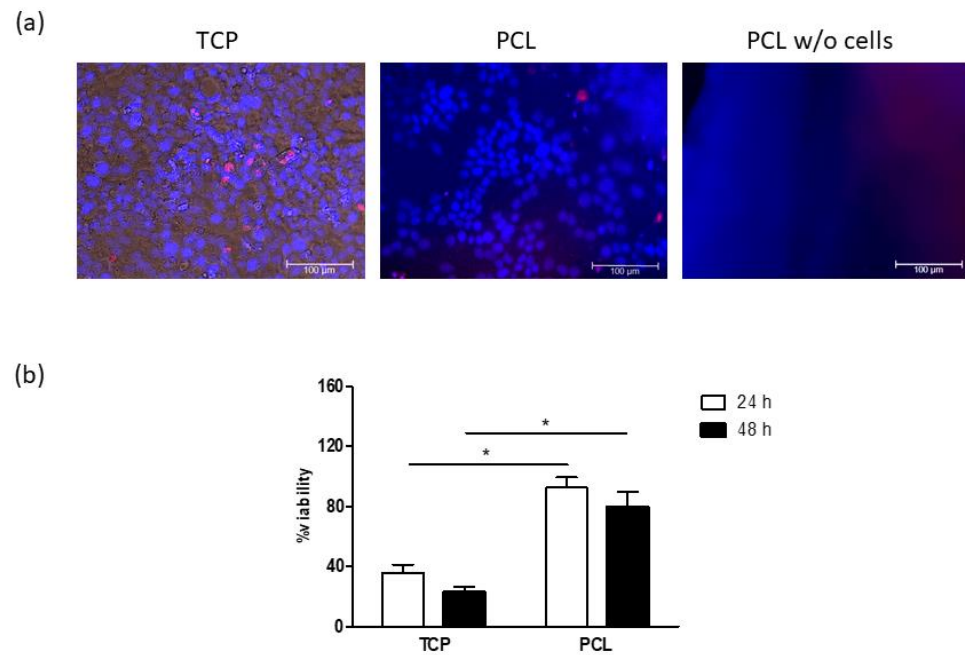 (a)
TCP
PCL
PCL w/o cells
100 µm
100 µm
100 µm
(b)
160
120
80
40
0
%viability
*
*
24 h
48 h
TCP
PCL